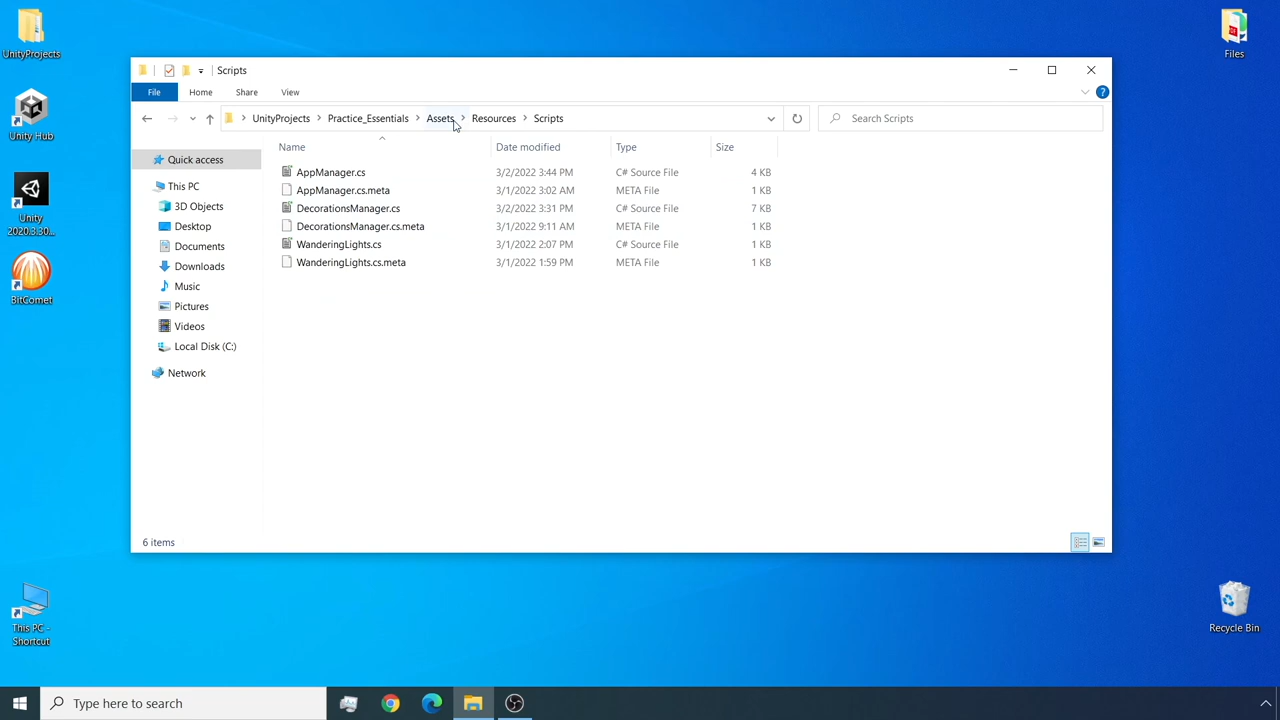 UnityProjects
Unity Hub
Unity
2020.3.30...
BitComet
This PC -
Shortcut
Files
Recycle Bin
Scripts
File Home Share View
UnityProjects Practice_Essentials Assets Resources Scripts
Search Scripts
Name Date modified Type Size
AppManager.cs 3/2/2022 3:44 PM C# Source File 4 KB
AppManager.cs.meta 3/1/2022 3:02 AM META File 1 KB
DecorationsManager.cs 3/2/2022 3:31 PM C# Source File 7 KB
DecorationsManager.cs.meta 3/1/2022 9:11 AM META File 1 KB
WanderingLights.cs 3/1/2022 2:07 PM C# Source File 1 KB
WanderingLights.cs.meta 3/1/2022 1:59 PM META File 1 KB
Quick access
This PC
3D Objects
Desktop
Documents
Downloads
Music
Pictures
Videos
Local Disk (C:)
Network
6 items
Type here to search